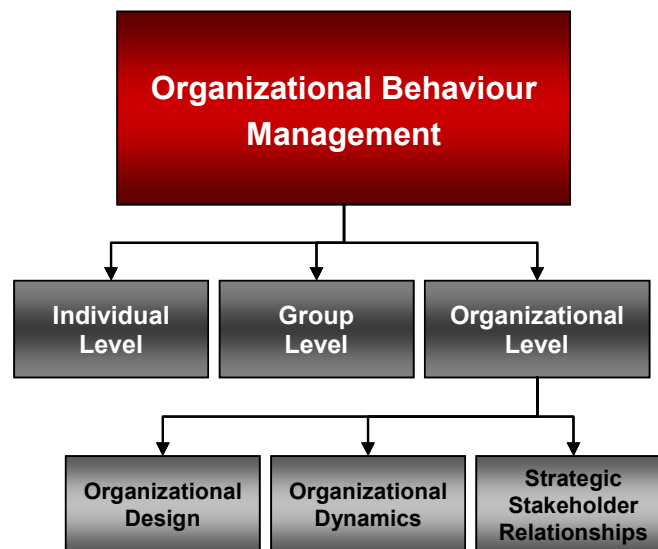 Organizational Behaviour
Management
Individual
Level
Group
Level
Organizational
Level
Organizational
Design
Organizational
Dynamics
Strategic
Stakeholder
Relationships